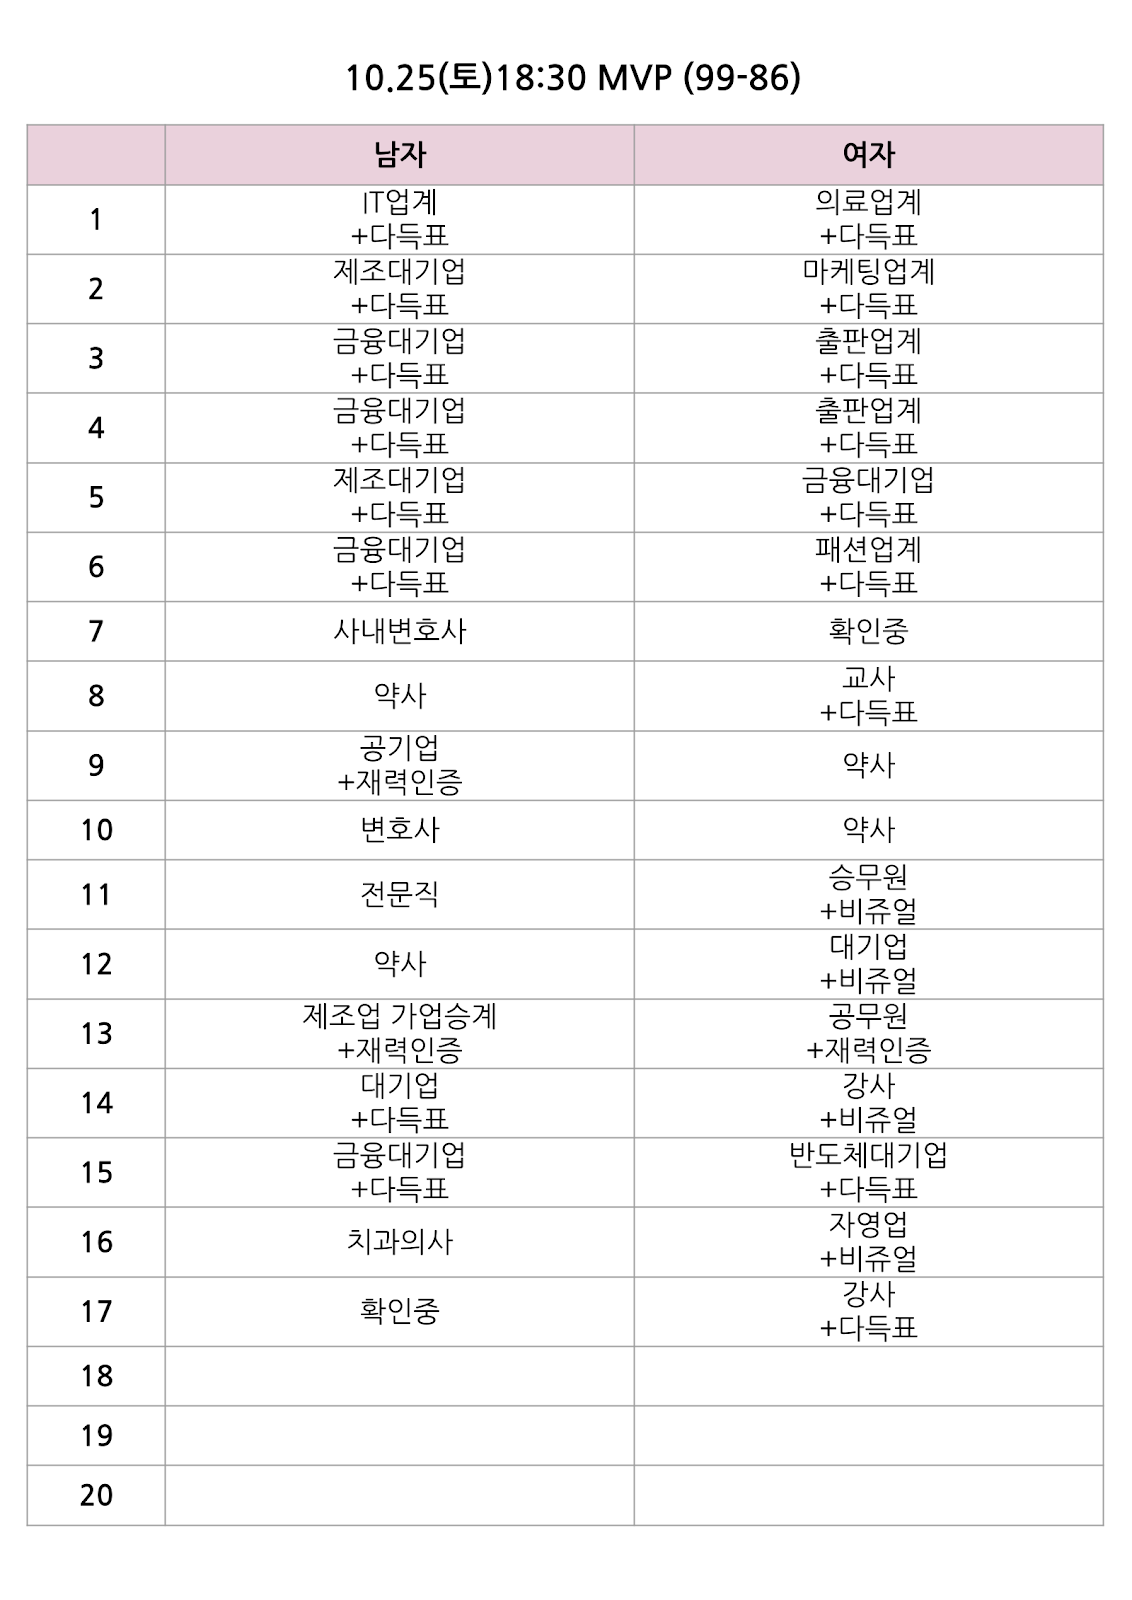 10.25(토)18:30 MVP (99-86)
남자 여자
1 IT업계 +다득표 의료업계 +다득표
2 제조대기업 +다득표 마케팅업계 +다득표
3 금융대기업 +다득표 출판업계 +다득표
4 금융대기업 +다득표 출판업계 +다득표
5 제조대기업 +다득표 금융대기업 +다득표
6 금융대기업 +다득표 패션업계 +다득표
7 사내변호사 확인중
8 약사 교사 +다득표
9 공기업 +재력인증 약사
10 변호사 약사
11 전문직 승무원 +비쥬얼
12 약사 대기업 +비쥬얼
13 제조업 가업승계 +재력인증 공무원 +재력인증
14 대기업 +다득표 강사 +비쥬얼
15 금융대기업 +다득표 반도체대기업 +다득표
16 치과의사 자영업 +비쥬얼
17 확인중 강사 +다득표
18
19
20